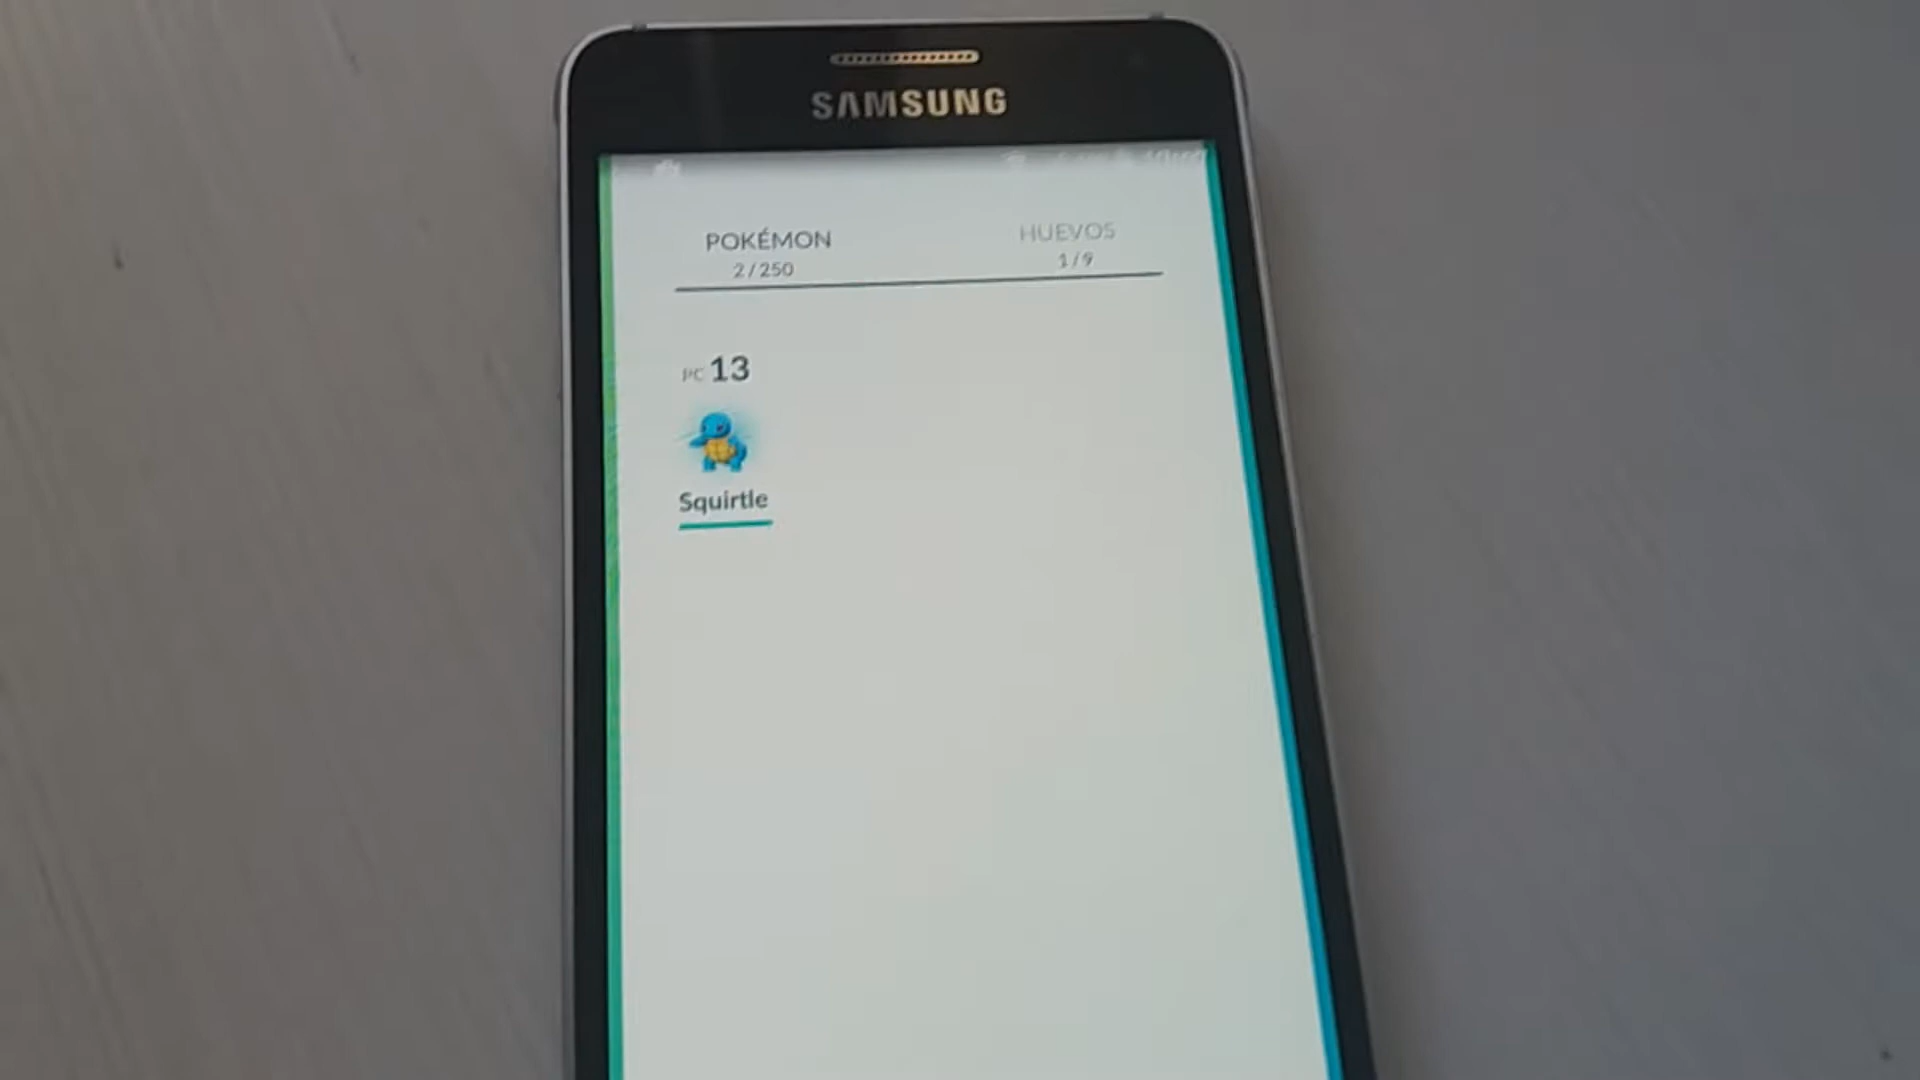 SAMSUNG
POKÉMON
2/250
HUEVOS
1/9
PC 13
Squirtle